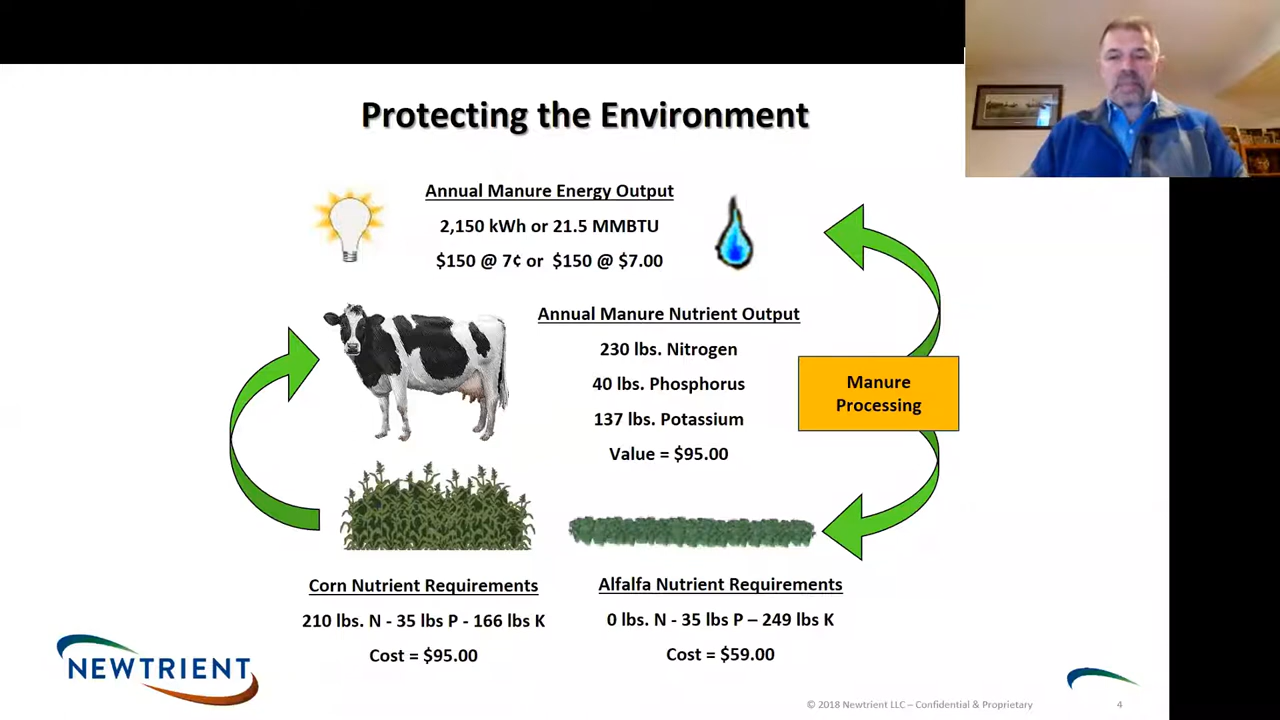 Protecting the Environment
Annual Manure Energy Output
2,150 kWh or 21.5 MMBTU
$150 @ 7¢ or  $150 @ $7.00
Annual Manure Nutrient Output
230 lbs. Nitrogen
40 lbs. Phosphorus
137 lbs. Potassium
Value = $95.00
Manure
Processing
Corn Nutrient Requirements
210 lbs. N - 35 lbs P - 166 lbs K
Cost = $95.00
Alfalfa Nutrient Requirements
0 lbs. N - 35 lbs P – 249 lbs K
Cost = $59.00
NEWTRIENT
© 2018 Newtrient LLC – Confidential & Proprietary
4